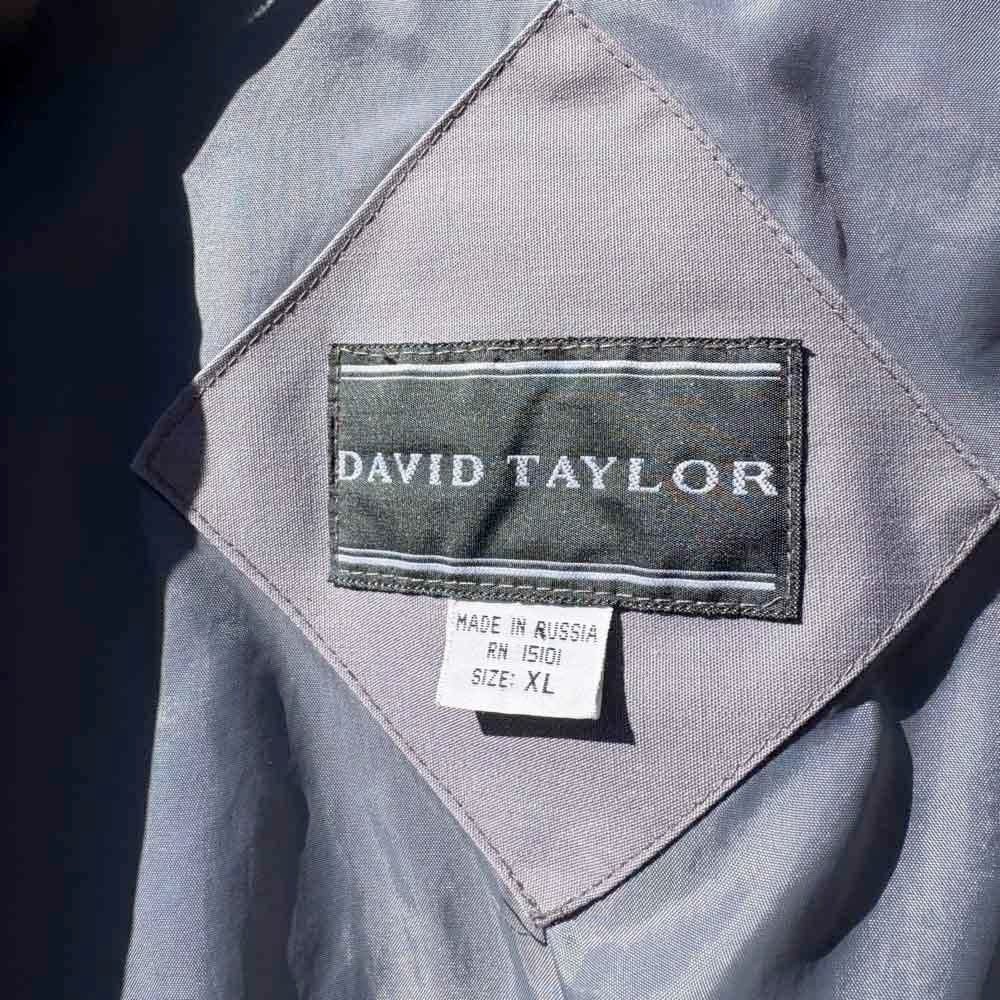 DAVID TAYLOR
MADE IN RUSSIA
RN 15101
SIZE: XL